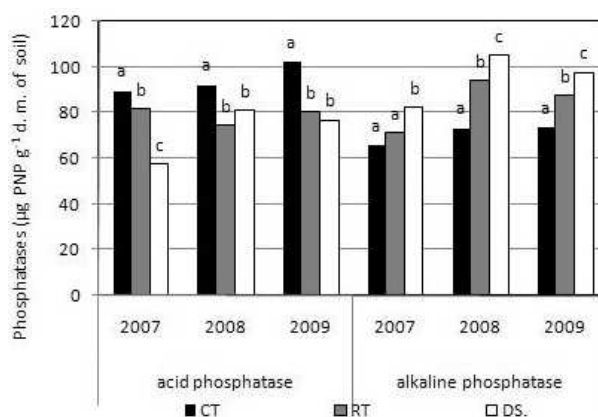 Phosphatases (µg PNP g⁻¹ d. m. of soil)
120
100
80
60
40
20
0
a b c
a b b
a b b
a a b
a b c
a b c
2007 2008 2009 2007 2008 2009
acid phosphatase alkaline phosphatase
CT RT DS.